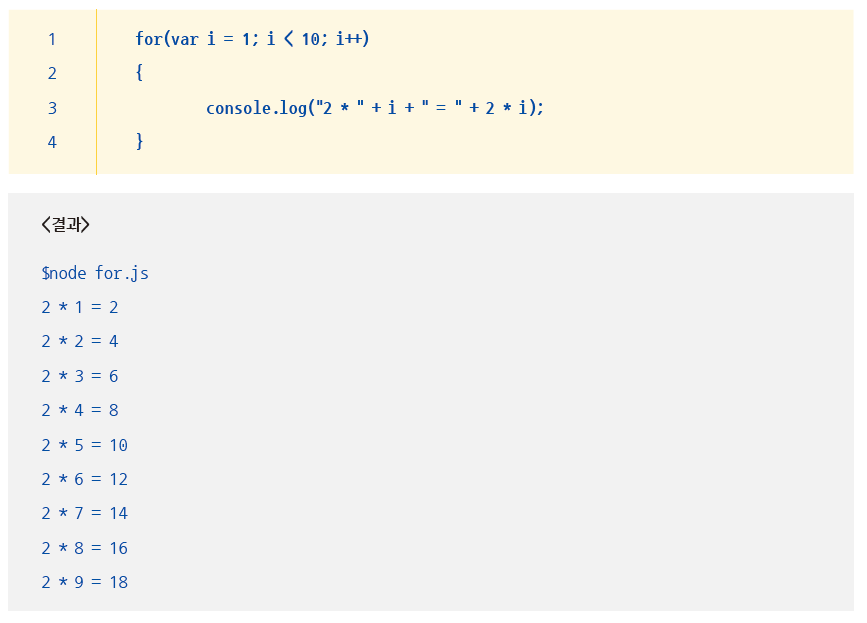 1 for(var i = 1; i < 10; i++)
2 {
3 console.log("2 * " + i + " = " + 2 * i);
4 }
<결과>
$node for.js
2 * 1 = 2
2 * 2 = 4
2 * 3 = 6
2 * 4 = 8
2 * 5 = 10
2 * 6 = 12
2 * 7 = 14
2 * 8 = 16
2 * 9 = 18